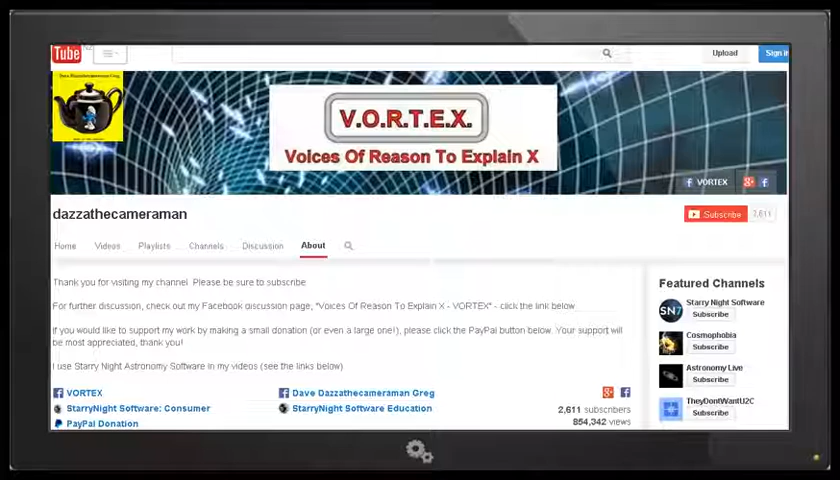 Tube
Upload
Sign in
V.O.R.T.E.X.
Voices Of Reason To Explain X
VORTEX
dazzathecameraman
Subscribe 2,611
Home Videos Playlists Channels Discussion About
Thank you for visiting my channel. Please be sure to subscribe
For further discussion, check out my Facebook discussion page, "Voices Of Reason To Explain X - VORTEX" - click the link below
If you would like to support my work by making a small donation (or even a large one!), please click the PayPal button below. Your support will
be most appreciated, thank you!
I use Starry Night Astronomy Software in my videos (see the links below)
VORTEX
Dave Dazzathecameraman Greg
StarryNight Software: Consumer
StarryNight Software Education
PayPal Donation
2,611 subscribers
854,342 views
Featured Channels
SN7
Starry Night Software
Subscribe
Cosmophobia
Subscribe
Astronomy Live
Subscribe
TheyDontWantU2C
Subscribe